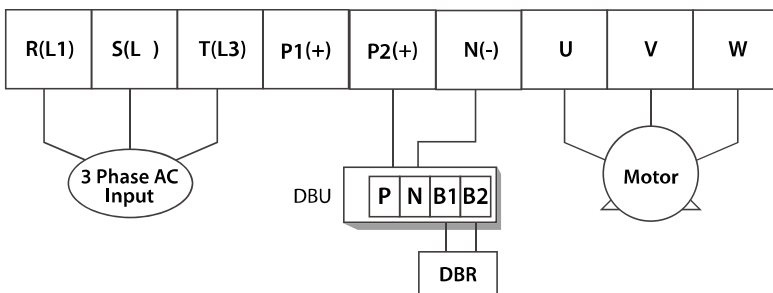 R(L1) S(L ) T(L3) P1(+) P2(+) N(-) U V W
3 Phase AC
Input
DBU
P N B1 B2
Motor
DBR